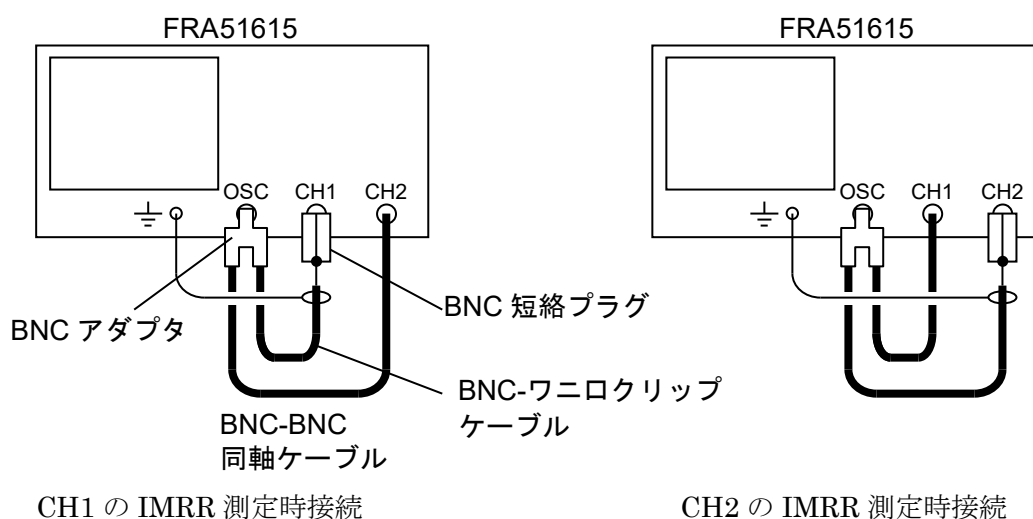 FRA51615
OSC CH1 CH2
BNC アダプタ
BNC 短絡プラグ
BNC-ワニ口クリップ
ケーブル
BNC-BNC
同軸ケーブル
CH1 の IMRR 測定時接続
FRA51615
OSC CH1 CH2
CH2 の IMRR 測定時接続